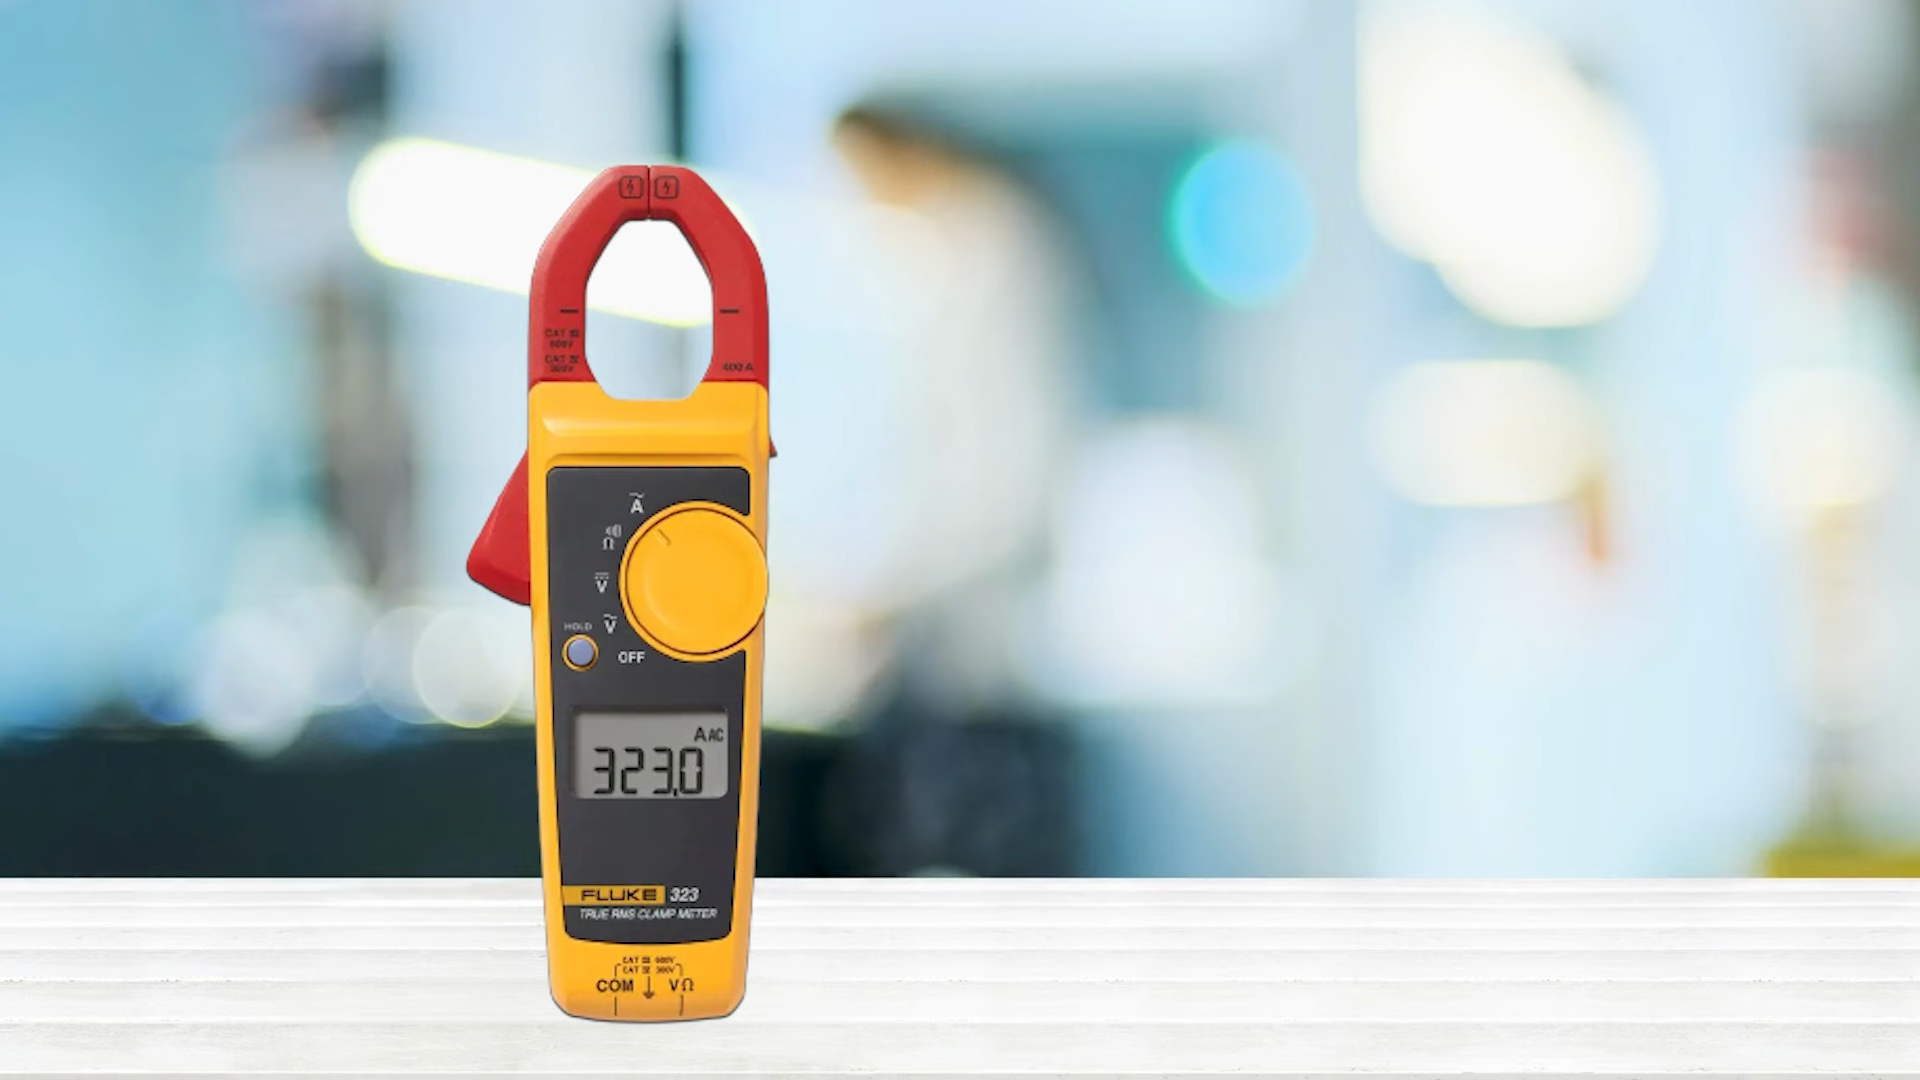 CAT III
600V
CAT IV
300V
400 A
A
Ω
V
V
HOLD
OFF
A AC
323.0
FLUKE 323
TRUE RMS CLAMP METER
CAT III 600V
CAT IV 300V
COM VΩ